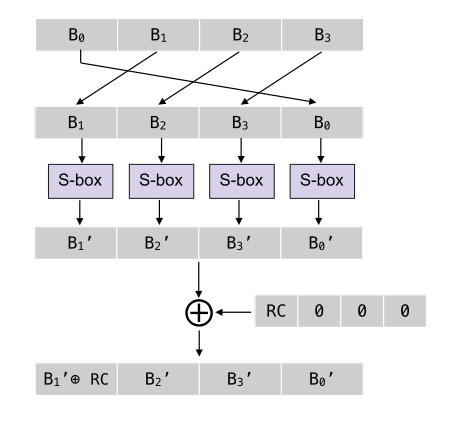 B₀ B₁ B₂ B₃
B₁ B₂ B₃ B₀
S-box S-box S-box S-box
B₁’ B₂’ B₃’ B₀’
⊕ RC 0 0 0
B₁’⊕ RC B₂’ B₃’ B₀’